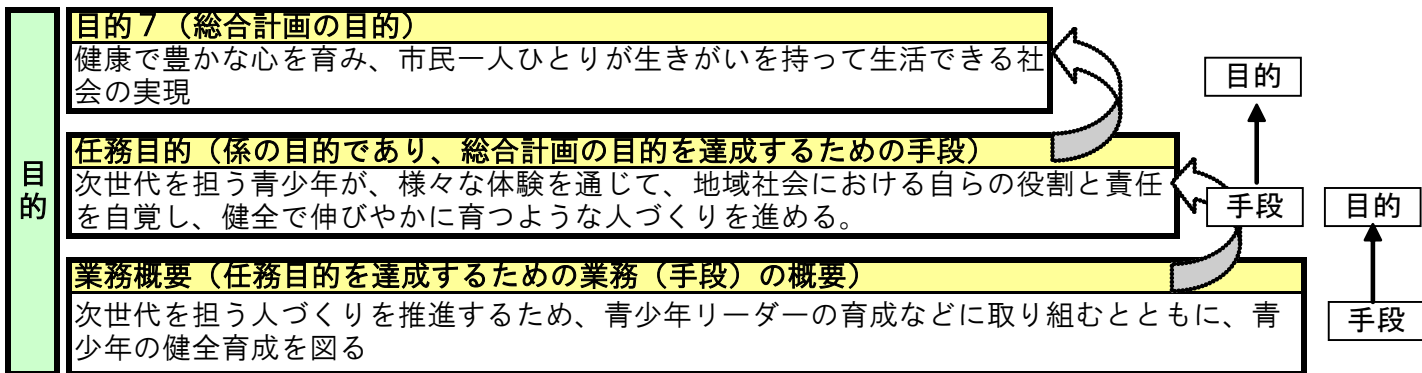 目的
目的７（総合計画の目的）
健康で豊かな心を育み、市民一人ひとりが生きがいを持って生活できる社
会の実現
任務目的（係の目的であり、総合計画の目的を達成するための手段）
次世代を担う青少年が、様々な体験を通じて、地域社会における自らの役割と責任
を自覚し、健全で伸びやかに育つような人づくりを進める。
業務概要（任務目的を達成するための業務（手段）の概要）
次世代を担う人づくりを推進するため、青少年リーダーの育成などに取り組むとともに、青
少年の健全育成を図る
目的
手段
目的
手段